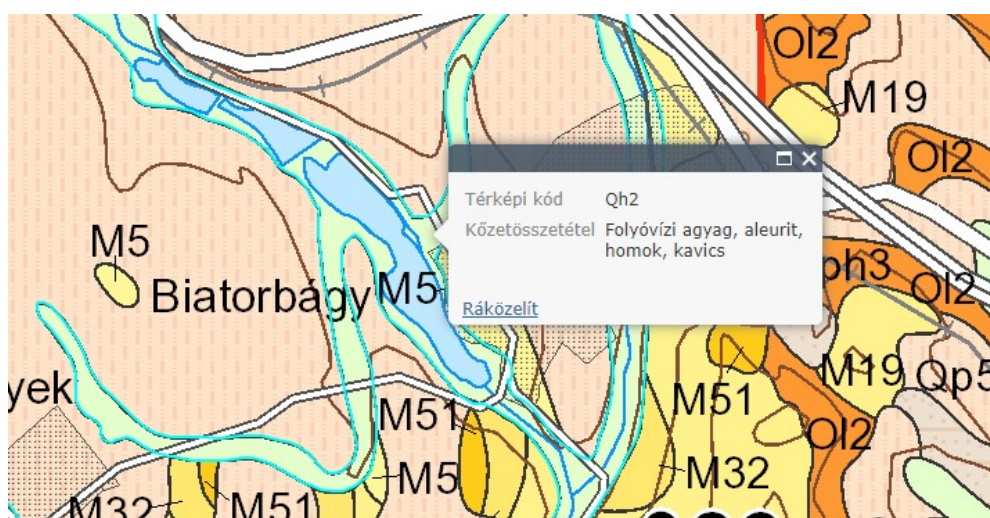 Ol2
M19
Ol2
Térképi kód Qh2
Kőzetösszetétel Folyóvízi agyag, aleurit,
homok, kavics
M5
ph3
Ol2
Biatorbágy
M5
Ráközelít
yek
M19
Qp5
M51
M51
Ol2
M5
M32
M32
M51